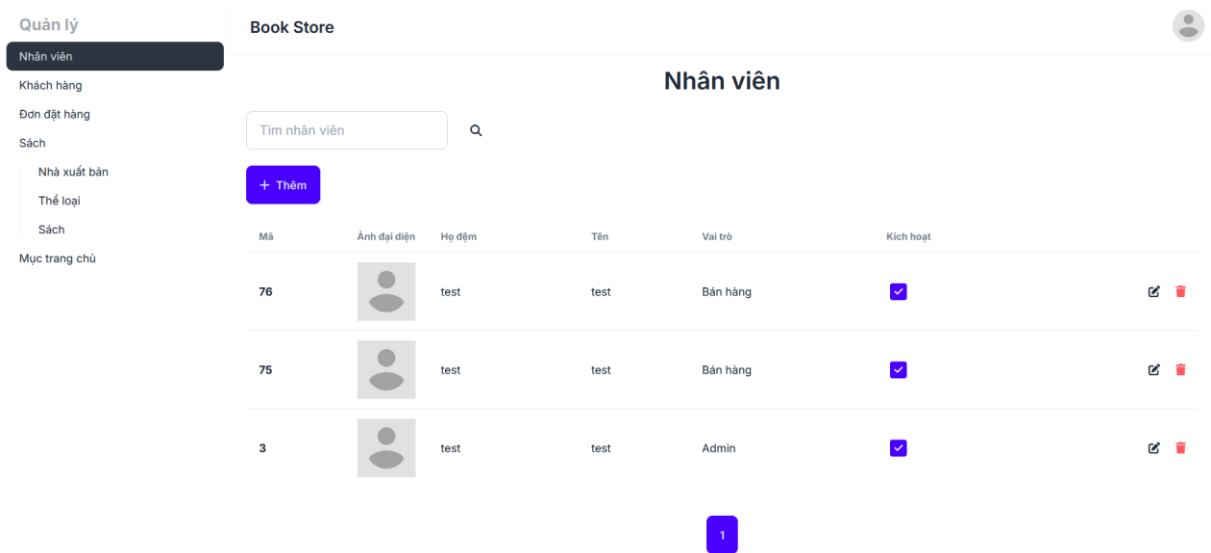 Quản lý
Nhân viên
Khách hàng
Đơn đặt hàng
Sách
Nhà xuất bản
Thể loại
Sách
Mục trang chủ
Book Store
Nhân viên
Tìm nhân viên
+ Thêm
Mã Ảnh đại diện Họ đệm Tên Vai trò Kích hoạt
76 test test Bán hàng
75 test test Bán hàng
3 test test Admin
1